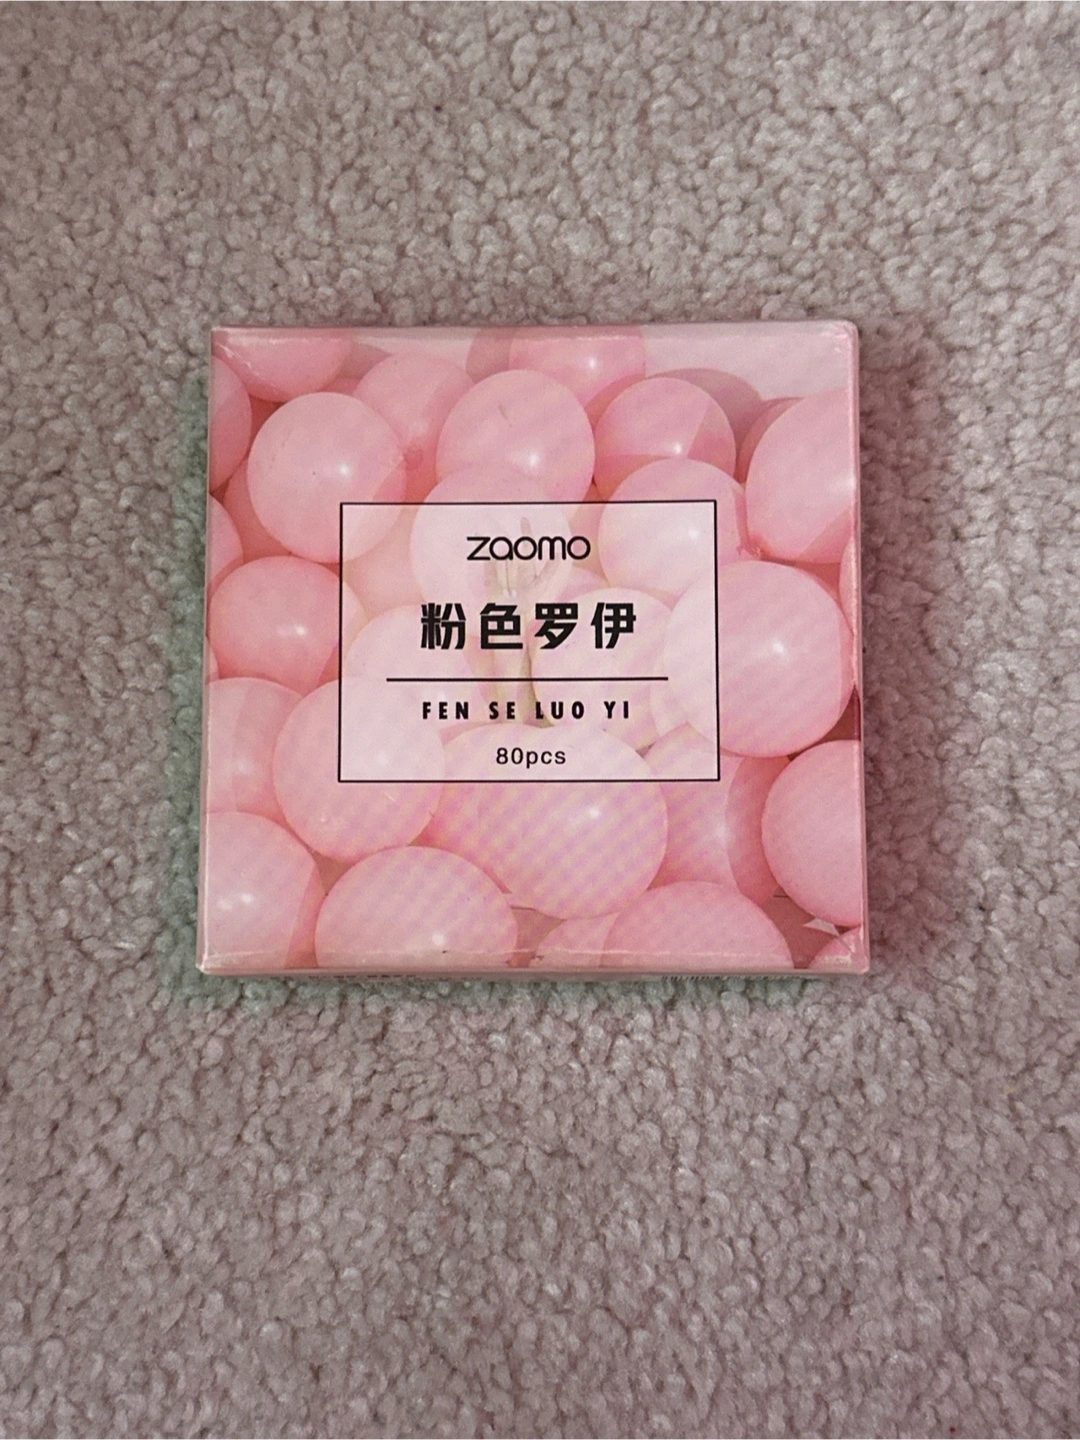 zaomo
粉色罗伊
FEN SE LUO YI
80pcs